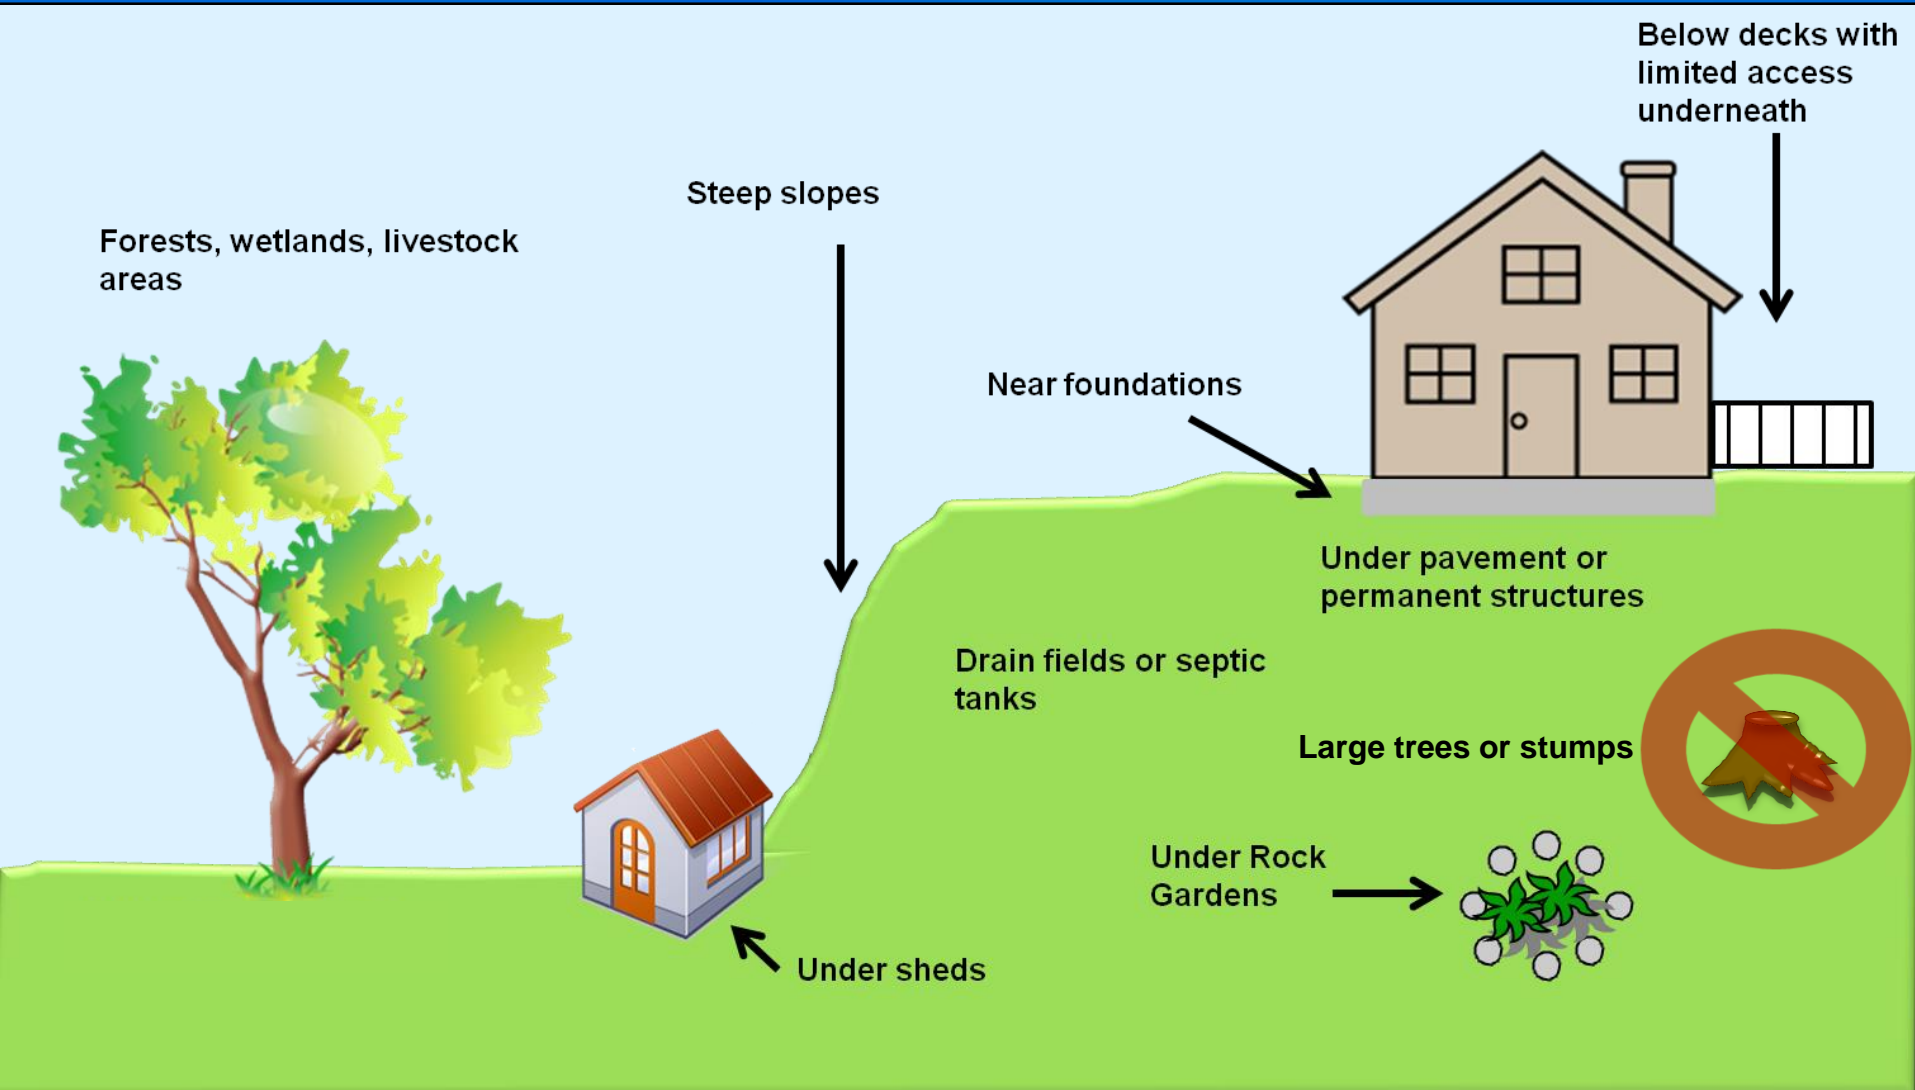 Below decks with
limited access
underneath
Steep slopes
Forests, wetlands, livestock
areas
Near foundations
Under pavement or
permanent structures
Drain fields or septic
tanks
Large trees or stumps
Under Rock
Gardens
Under sheds